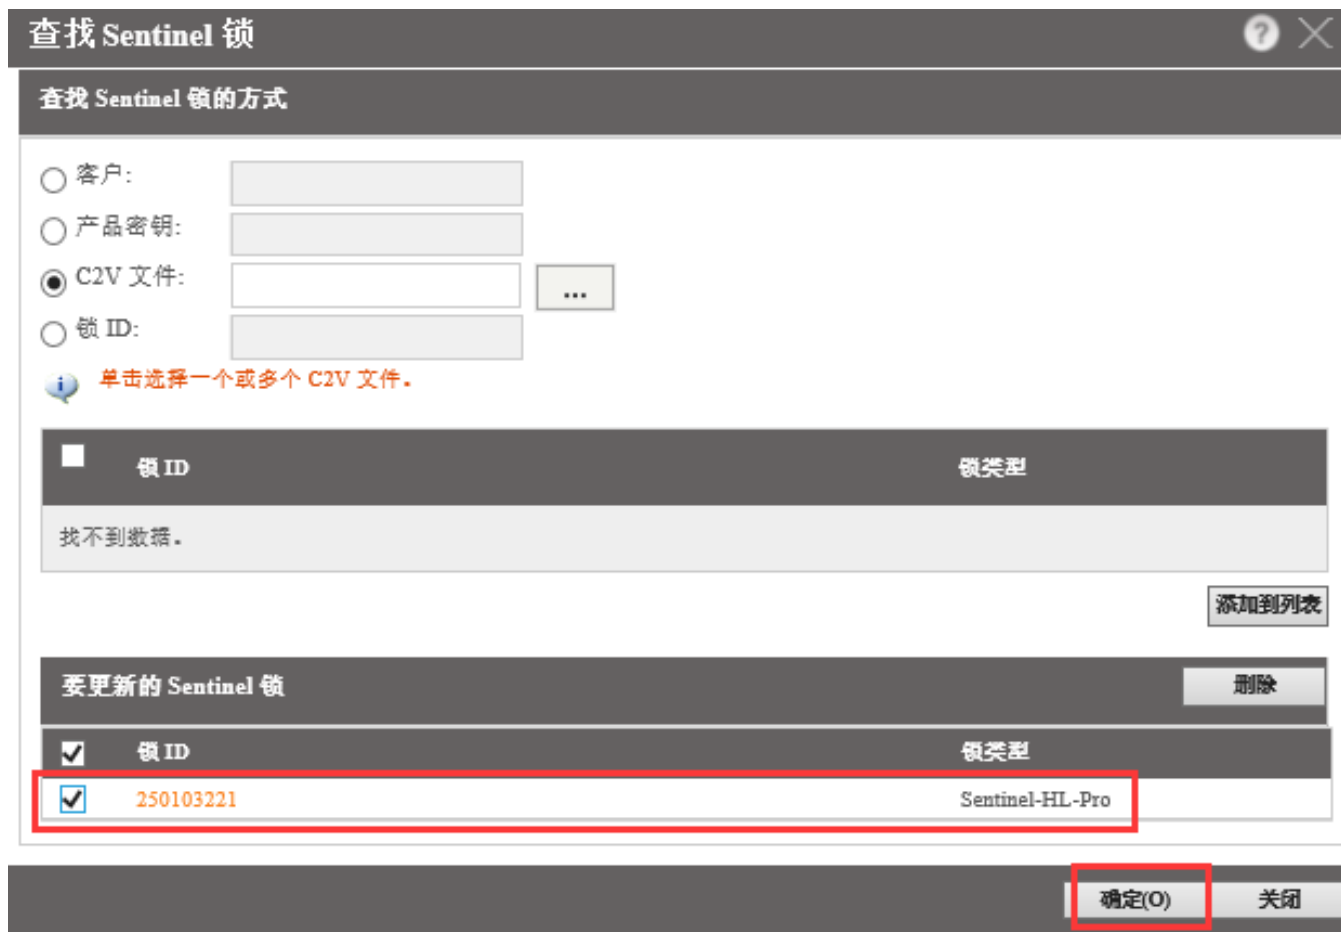 查找 Sentinel 锁
查找 Sentinel 锁的方式
客户:
产品密钥:
C2V 文件:
...
锁 ID:
单击选择一个或多个 C2V 文件。
锁 ID 锁类型
找不到数据。
添加到列表
要更新的 Sentinel 锁 删除
锁 ID 锁类型
250103221 Sentinel-HL-Pro
确定(O) 关闭